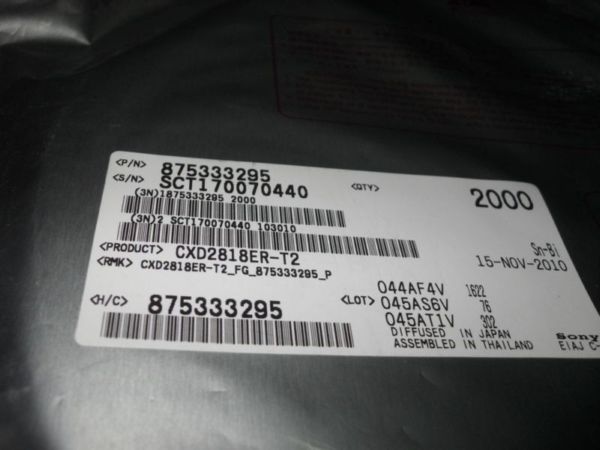 <P/N> 875333295
<S/N> SCT170070440 <QTY> 2000
(3N)1875333295 2000
(3N)2 SCT170070440 103010
<PRODUCT> CXD2818ER-T2 Sn-Bi
<RMK> CXD2818ER-T2_FG_875333295_P 15-NOV-2010
<H/C> 875333295 <LOT> 044AF4V 1622
045AS6V 76
045AT1V 302
DIFFUSED IN JAPAN Sony
ASSEMBLED IN THAILAND EIAJ C-